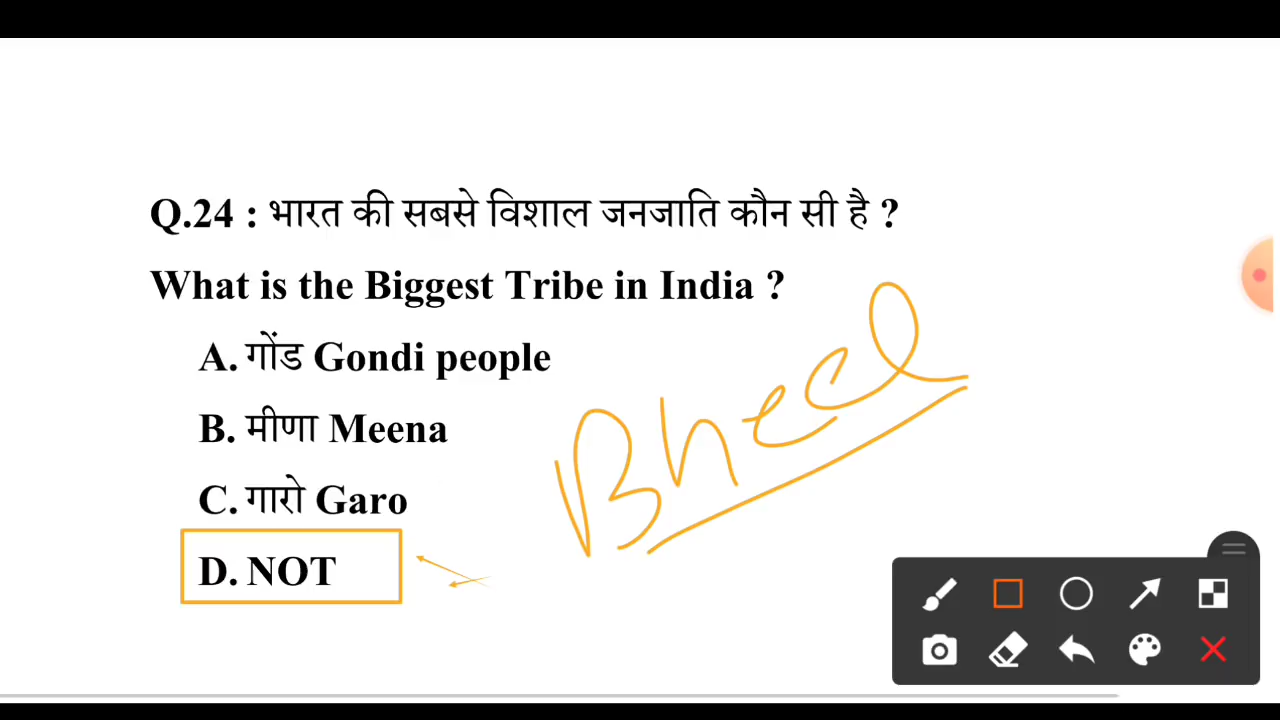 Q.24 : भारत की सबसे विशाल जनजाति कौन सी है ?
What is the Biggest Tribe in India ?
A. गोंड Gondi people
B. मीणा Meena
C. गारो Garo
D. NOT
Bheel